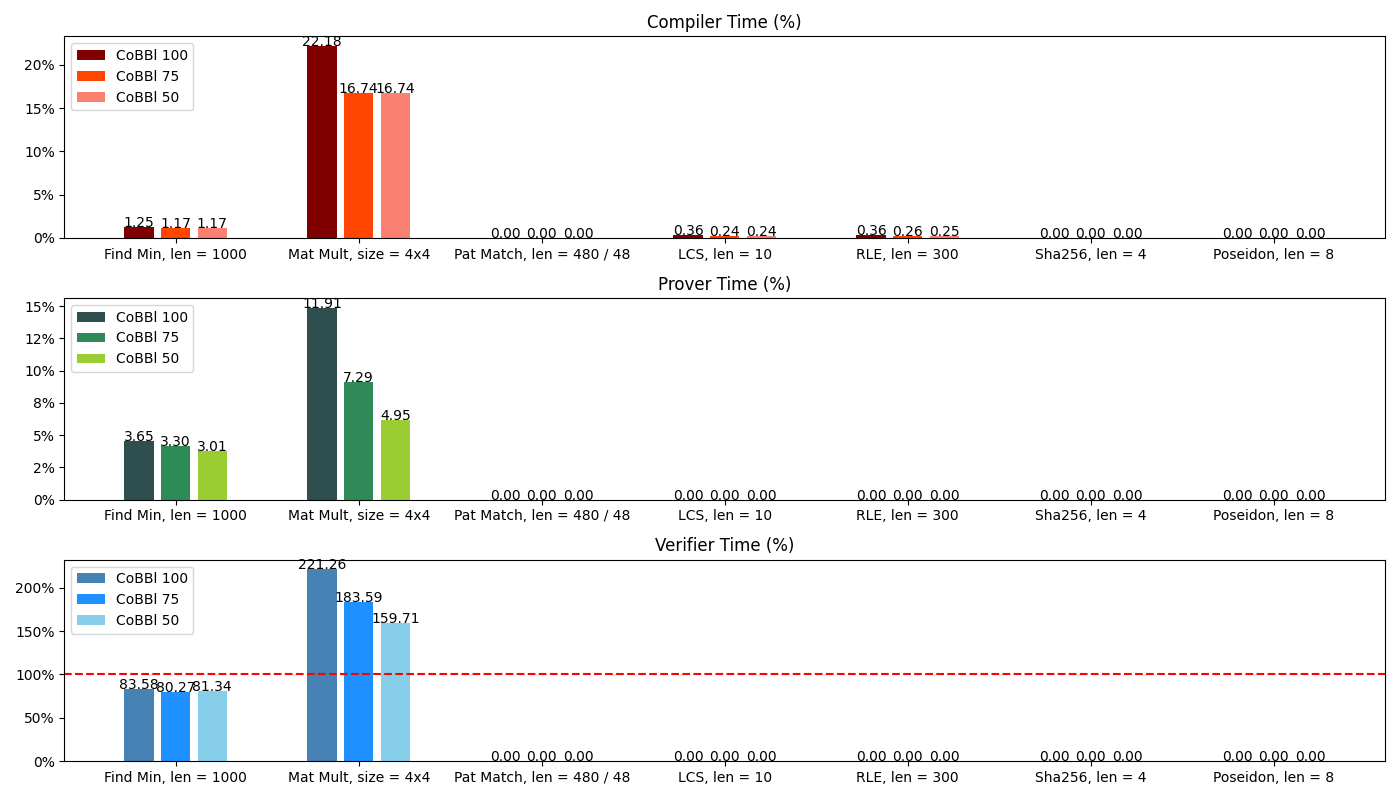 Compiler Time (%)
CoBBl 100
CoBBl 75
CoBBl 50
20%
15%
10%
5%
0%
1.25 1.17 1.17 22.18 16.74 16.74 0.00 0.00 0.00 0.36 0.24 0.24 0.36 0.26 0.25 0.00 0.00 0.00 0.00 0.00 0.00
Find Min, len = 1000 Mat Mult, size = 4x4 Pat Match, len = 480 / 48 LCS, len = 10 RLE, len = 300 Sha256, len = 4 Poseidon, len = 8
Prover Time (%)
CoBBl 100
CoBBl 75
CoBBl 50
15%
12%
10%
8%
5%
2%
0%
3.65 3.30 3.01 11.91 7.29 4.95 0.00 0.00 0.00 0.00 0.00 0.00 0.00 0.00 0.00 0.00 0.00 0.00 0.00 0.00 0.00
Find Min, len = 1000 Mat Mult, size = 4x4 Pat Match, len = 480 / 48 LCS, len = 10 RLE, len = 300 Sha256, len = 4 Poseidon, len = 8
Verifier Time (%)
CoBBl 100
CoBBl 75
CoBBl 50
200%
150%
100%
50%
0%
83.58 80.27 81.34 221.26 183.59 159.71 0.00 0.00 0.00 0.00 0.00 0.00 0.00 0.00 0.00 0.00 0.00 0.00 0.00 0.00 0.00
Find Min, len = 1000 Mat Mult, size = 4x4 Pat Match, len = 480 / 48 LCS, len = 10 RLE, len = 300 Sha256, len = 4 Poseidon, len = 8